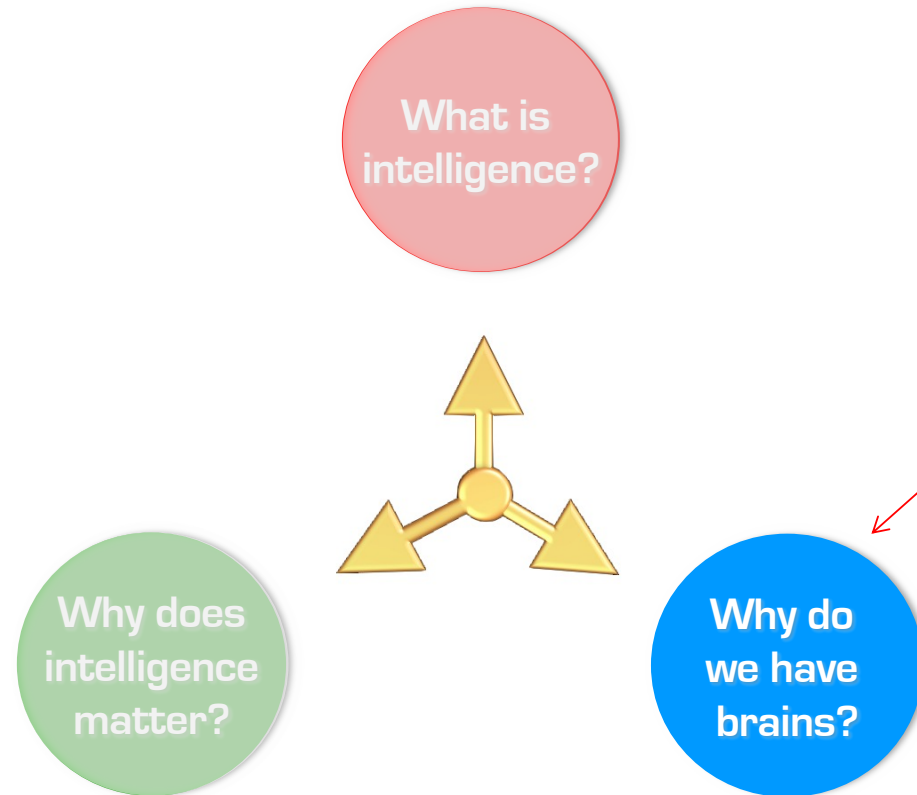 What is
intelligence?
Why does
intelligence
matter?
Why do
we have
brains?